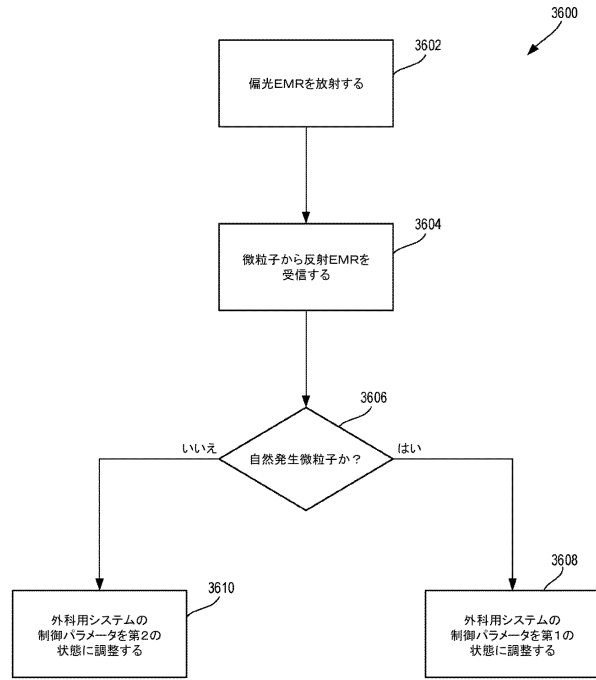 3600
3602
偏光EMRを放射する
3604
微粒子から反射EMRを
受信する
3606
いいえ
自然発生微粒子か？
はい
3610
3608
外科用システムの
制御パラメータを第2の
状態に調整する
外科用システムの
制御パラメータを第1の
状態に調整する